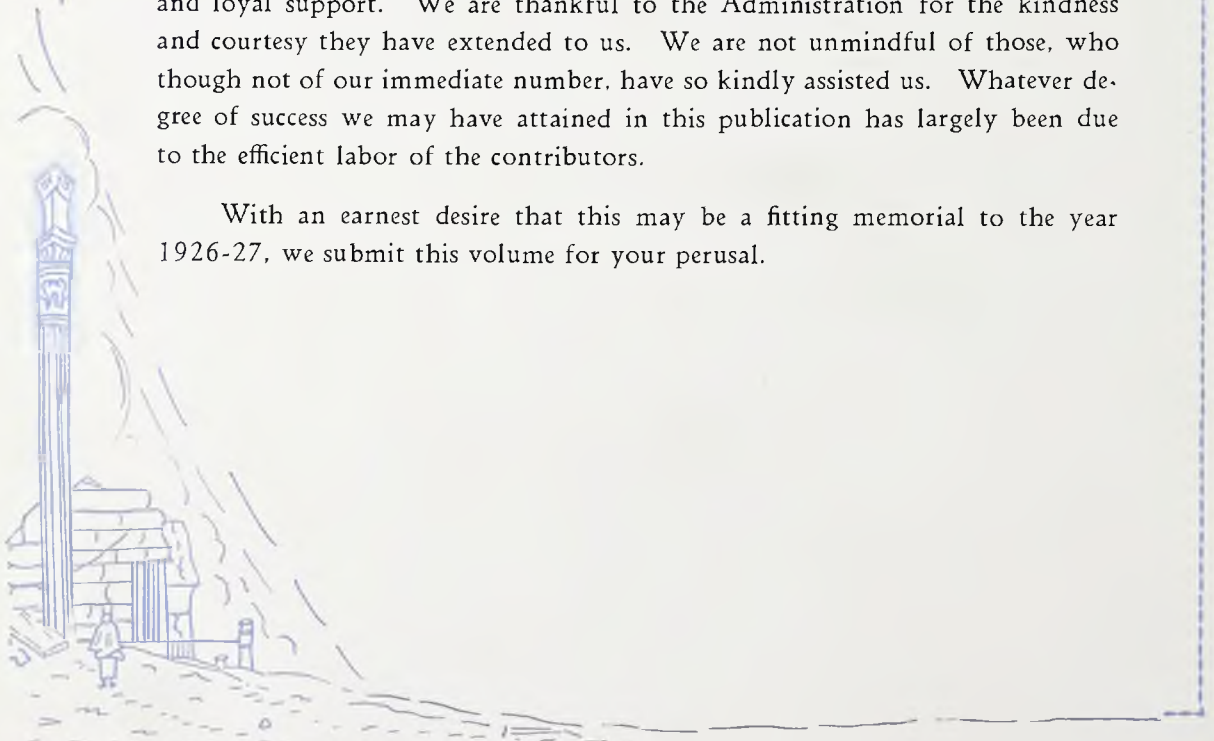 and loyal support. We are thankful to the Administration for the kindness
and courtesy they have extended to us. We are not unmindful of those, who
though not of our immediate number, have so kindly assisted us. Whatever de-
gree of success we may have attained in this publication has largely been due
to the efficient labor of the contributors.
With an earnest desire that this may be a fitting memorial to the year
1926-27, we submit this volume for your perusal.